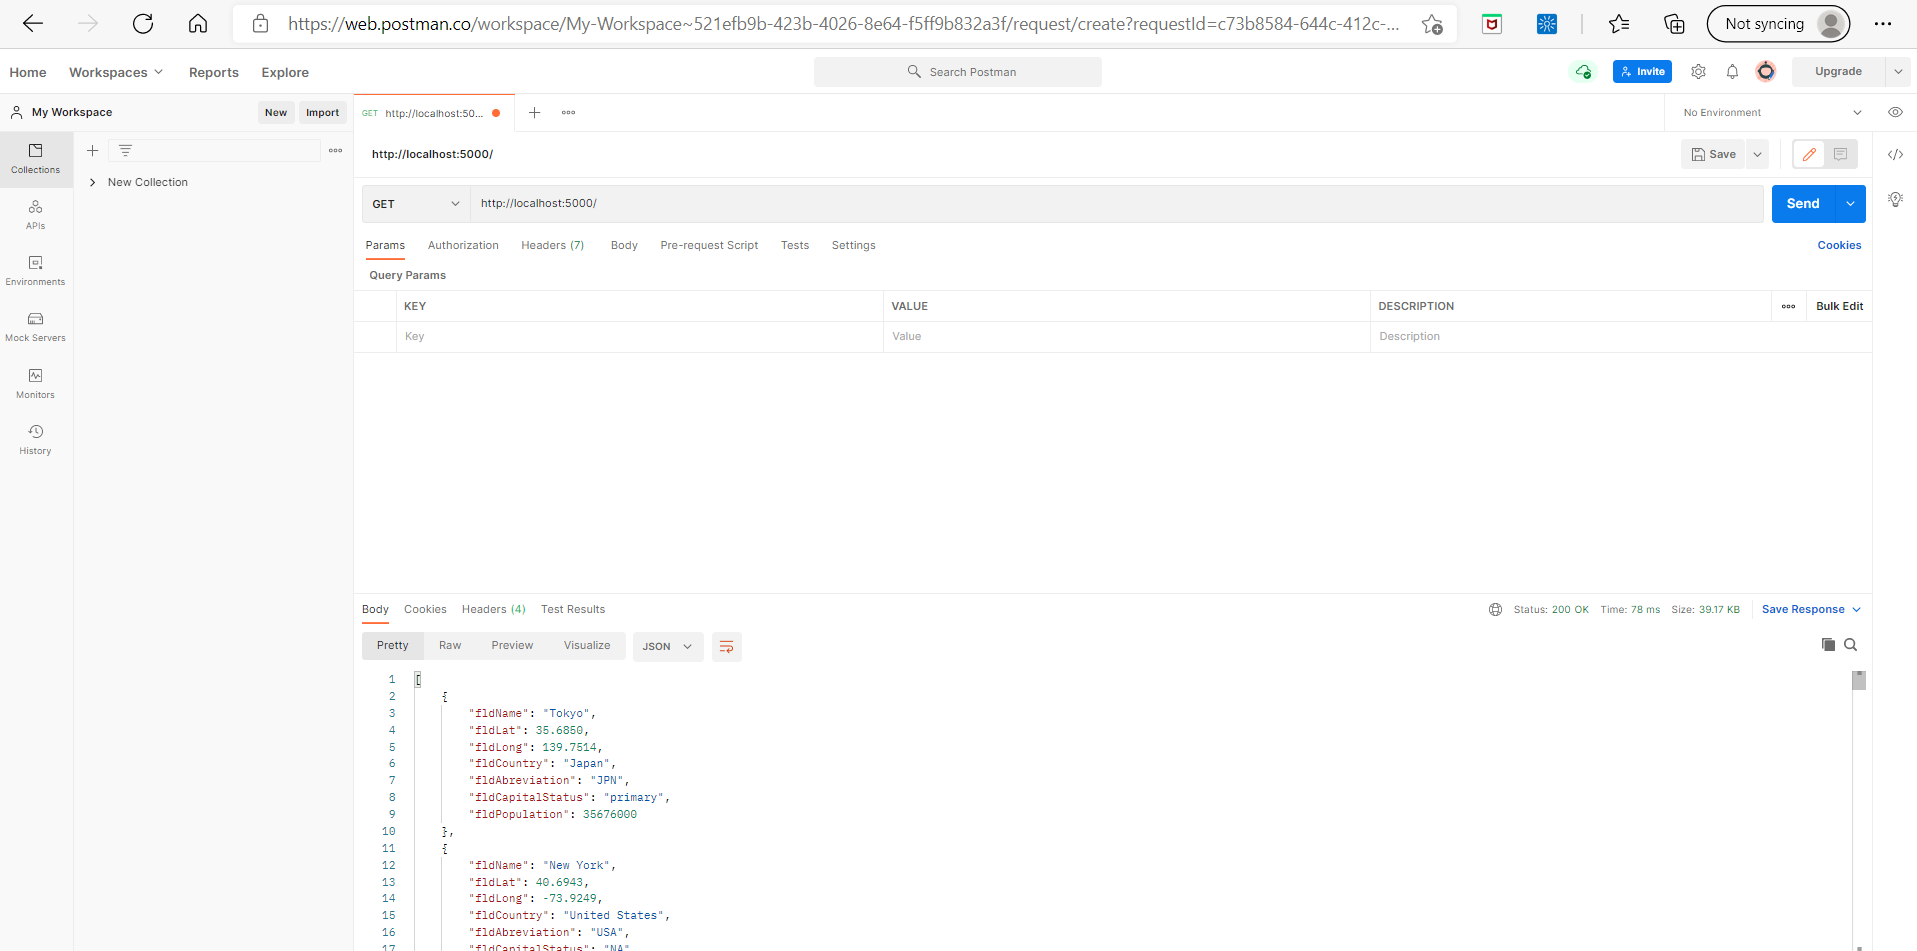 https://web.postman.co/workspace/My-Workspace~521efb9b-423b-4026-8e64-f5ff9b832a3f/request/create?requestId=c73b8584-644c-412c-...
Not syncing
Home Workspaces Reports Explore
Search Postman
Invite
Upgrade
My Workspace
New Import
GET http://localhost:50...
No Environment
Collections
http://localhost:5000/
Save
New Collection
GET http://localhost:5000/
Send
APIs
Params Authorization Headers (7) Body Pre-request Script Tests Settings
Cookies
Query Params
Environments
KEY VALUE DESCRIPTION Bulk Edit
Key Value Description
Mock Servers
Monitors
History
Body Cookies Headers (4) Test Results
Status: 200 OK Time: 78 ms Size: 39.17 KB Save Response
Pretty Raw Preview Visualize JSON
1 [
2 {
3 "fldName": "Tokyo",
4 "fldLat": 35.6850,
5 "fldLong": 139.7514,
6 "fldCountry": "Japan",
7 "fldAbreviation": "JPN",
8 "fldCapitalStatus": "primary",
9 "fldPopulation": 35676000
10 },
11 {
12 "fldName": "New York",
13 "fldLat": 40.6943,
14 "fldLong": -73.9249,
15 "fldCountry": "United States",
16 "fldAbreviation": "USA",
17 "fldCapitalStatus": "NA"